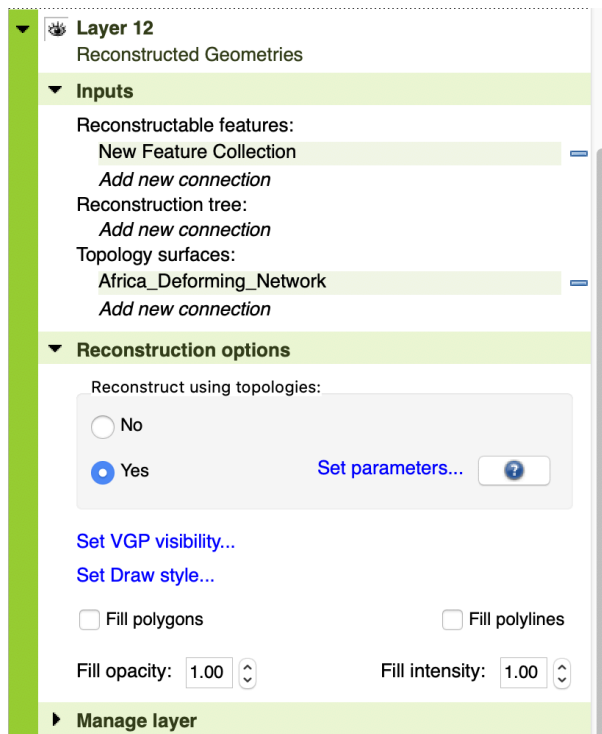 Layer 12
Reconstructed Geometries
Inputs
Reconstructable features:
New Feature Collection
Add new connection
Reconstruction tree:
Add new connection
Topology surfaces:
Africa_Deforming_Network
Add new connection
Reconstruction options
Reconstruct using topologies:
No
Yes Set parameters... ?
Set VGP visibility...
Set Draw style...
Fill polygons Fill polylines
Fill opacity: 1.00 Fill intensity: 1.00
Manage layer